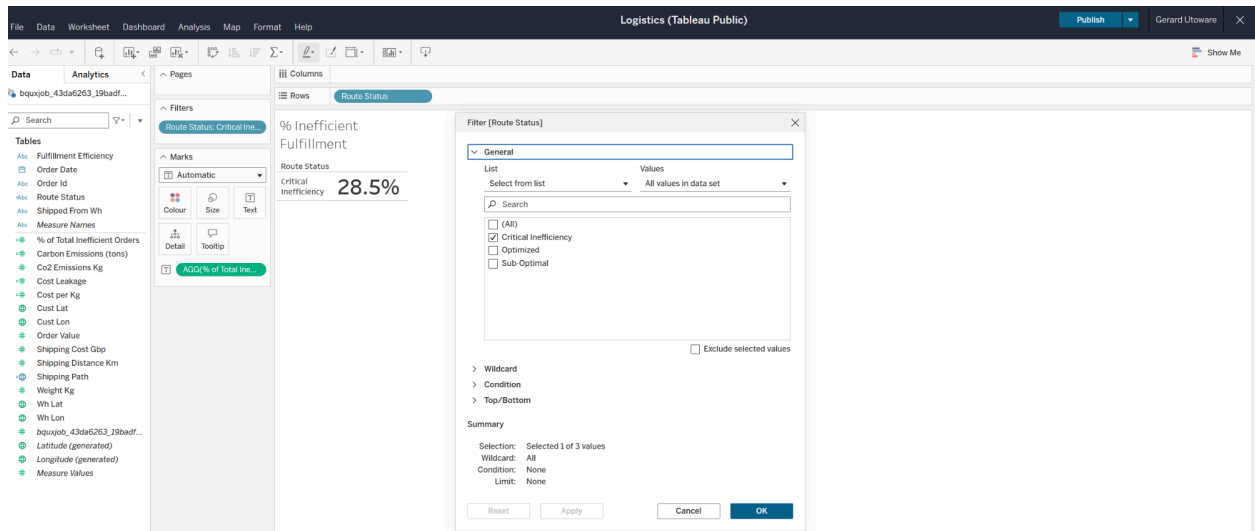 Logistics (Tableau Public)
Publish
Gerard Utoware
File Data Worksheet Dashboard Analysis Map Format Help
Show Me
Data Analytics
bquxjob_43da6263_19badf...
Search
Tables
Abc Fulfillment Efficiency
Order Date
Abc Order Id
Abc Route Status
Abc Shipped From Wh
Abc Measure Names
% of Total Inefficient Orders
Carbon Emissions (tons)
Co2 Emissions Kg
Cost Leakage
Cost per Kg
Cust Lat
Cust Lon
Order Value
Shipping Cost Gbp
Shipping Distance Km
Shipping Path
Weight Kg
Wh Lat
Wh Lon
bquxjob_43da6263_19badf...
Latitude (generated)
Longitude (generated)
Measure Values
Pages
Filters
Route Status: Critical Ine...
Marks
Automatic
Colour Size Text
Detail Tooltip
AGG(% of Total Ine...
Columns
Rows
Route Status
% Inefficient
Fulfillment
Route Status
Critical
Inefficiency
28.5%
Filter [Route Status]
General
List Values
Select from list All values in data set
Search
(All)
Critical Inefficiency
Optimized
Sub-Optimal
Exclude selected values
Wildcard
Condition
Top/Bottom
Summary
Selection: Selected 1 of 3 values
Wildcard: All
Condition: None
Limit: None
Reset Apply Cancel OK